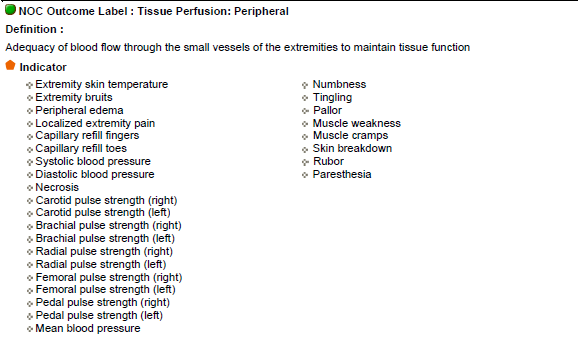 NOC Outcome Label : Tissue Perfusion: Peripheral
Definition :
Adequacy of blood flow through the small vessels of the extremities to maintain tissue function
Indicator
Extremity skin temperature
Extremity bruits
Peripheral edema
Localized extremity pain
Capillary refill fingers
Capillary refill toes
Systolic blood pressure
Diastolic blood pressure
Necrosis
Carotid pulse strength (right)
Carotid pulse strength (left)
Brachial pulse strength (right)
Brachial pulse strength (left)
Radial pulse strength (right)
Radial pulse strength (left)
Femoral pulse strength (right)
Femoral pulse strength (left)
Pedal pulse strength (right)
Pedal pulse strength (left)
Mean blood pressure
Numbness
Tingling
Pallor
Muscle weakness
Muscle cramps
Skin breakdown
Rubor
Paresthesia